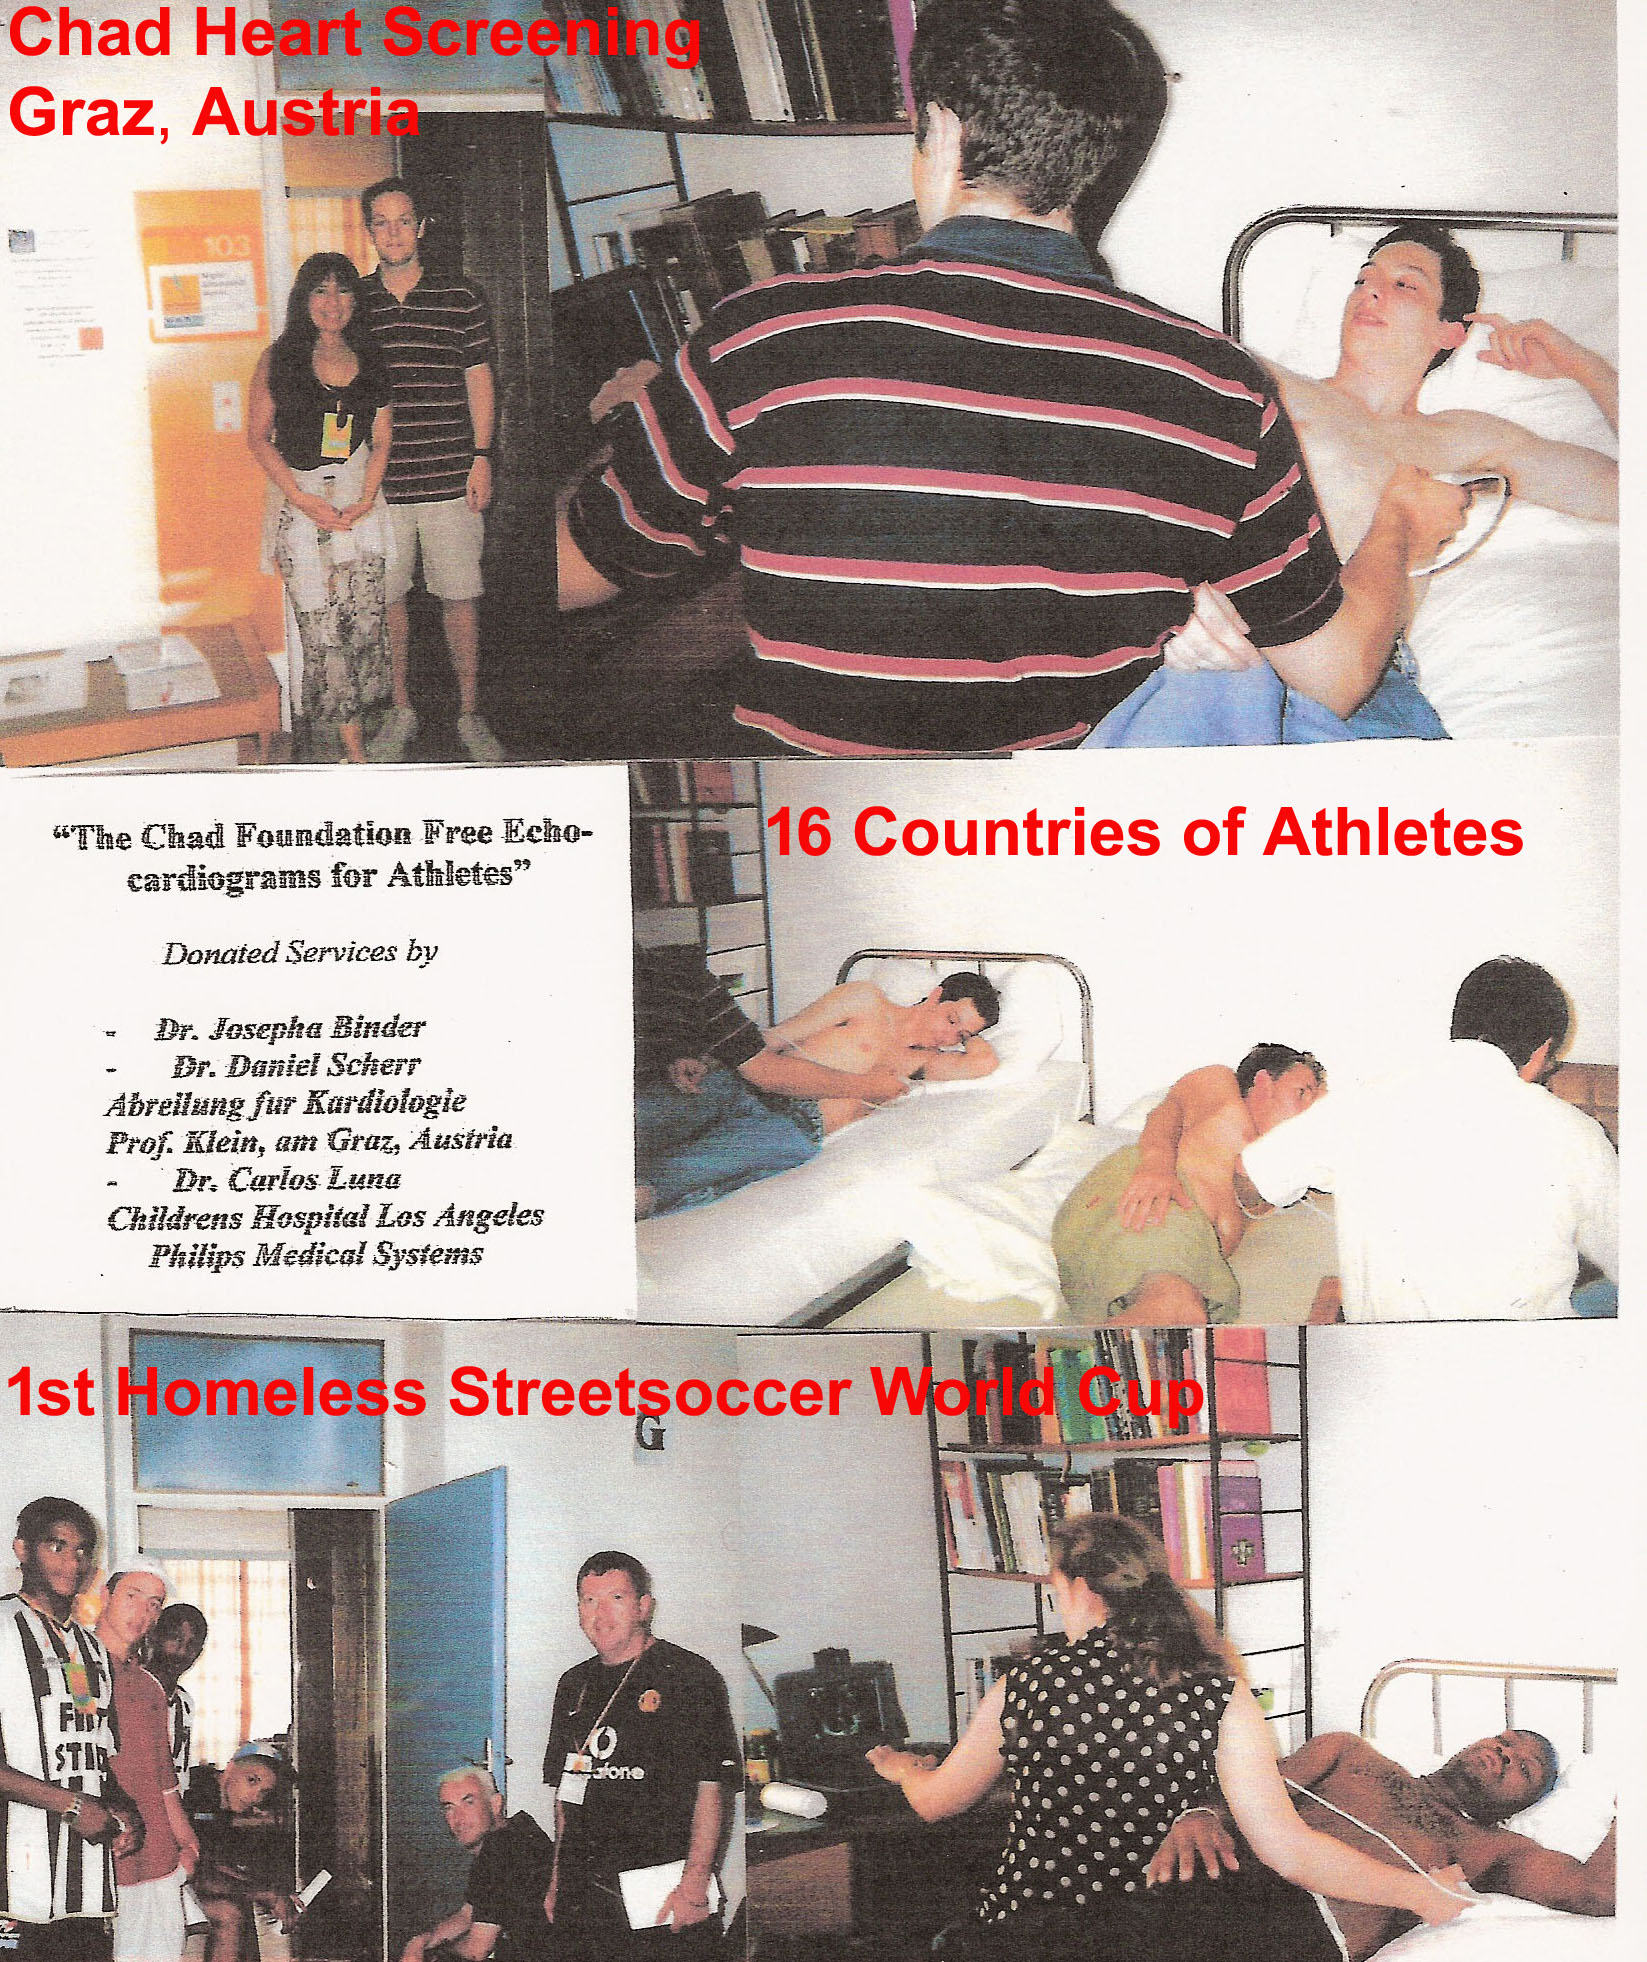 Chad Heart Screening
Graz, Austria
103
"The Chad Foundation Free Echo-
cardiograms for Athletes"
Donated Services by
- Dr. Josepha Binder
- Dr. Daniel Scherr
Abreilung fur Kardiologie
Prof. Klein, am Graz, Austria
- Dr. Carlos Luna
Childrens Hospital Los Angeles
Philips Medical Systems
16 Countries of Athletes
1st Homeless Streetsoccer World Cup
G
afone